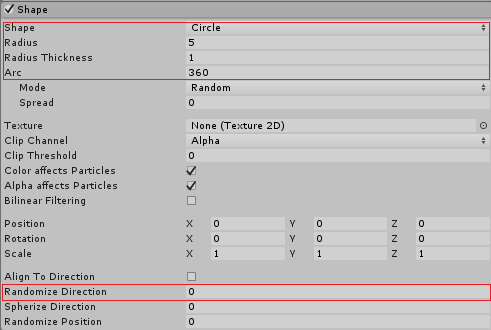 Shape
Shape Circle
Radius 5
Radius Thickness 1
Arc 360
Mode Random
Spread 0
Texture None (Texture 2D)
Clip Channel Alpha
Clip Threshold 0
Color affects Particles
Alpha affects Particles
Bilinear Filtering
Position X 0 Y 0 Z 0
Rotation X 0 Y 0 Z 0
Scale X 1 Y 1 Z 1
Align To Direction
Randomize Direction 0
Spherize Direction 0
Randomize Position 0